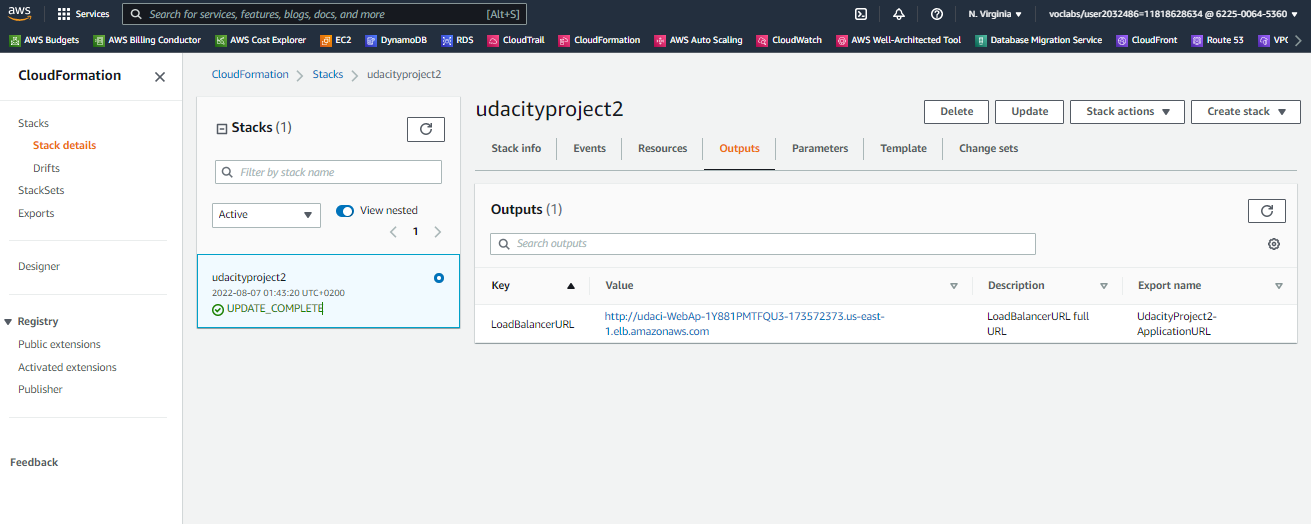 aws
Services
Search for services, features, blogs, docs, and more
[Alt+S]
N. Virginia
voclabs/user2032486=11818628634 @ 6225-0064-5360
AWS Budgets
AWS Billing Conductor
AWS Cost Explorer
EC2
DynamoDB
RDS
CloudTrail
CloudFormation
AWS Auto Scaling
CloudWatch
AWS Well-Architected Tool
Database Migration Service
CloudFront
Route 53
VPC
CloudFormation
Stacks
Stack details
Drifts
StackSets
Exports
Designer
Registry
Public extensions
Activated extensions
Publisher
Feedback
CloudFormation
Stacks
udacityproject2
Stacks (1)
Filter by stack name
Active
View nested
1
udacityproject2
2022-08-07 01:43:20 UTC+0200
UPDATE_COMPLETE
udacityproject2
Delete
Update
Stack actions
Create stack
Stack info
Events
Resources
Outputs
Parameters
Template
Change sets
Outputs (1)
Search outputs
Key
Value
Description
Export name
LoadBalancerURL
http://udaci-WebAp-1Y881PMTFQU3-173572373.us-east-
1.elb.amazonaws.com
LoadBalancerURL full
URL
UdacityProject2-
ApplicationURL